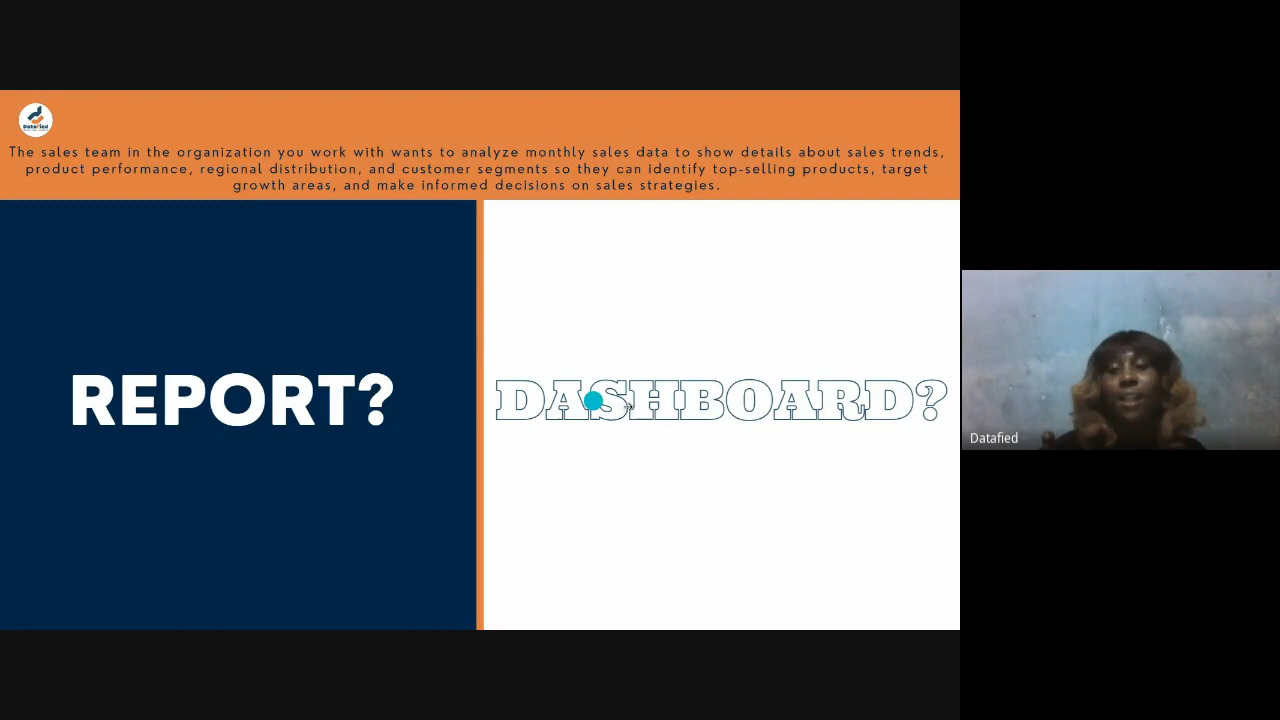 Datafied
The sales team in the organization you work with wants to analyze monthly sales data to show details about sales trends,
product performance, regional distribution, and customer segments so they can identify top-selling products, target
growth areas, and make informed decisions on sales strategies.
REPORT?
DASHBOARD?
Datafied